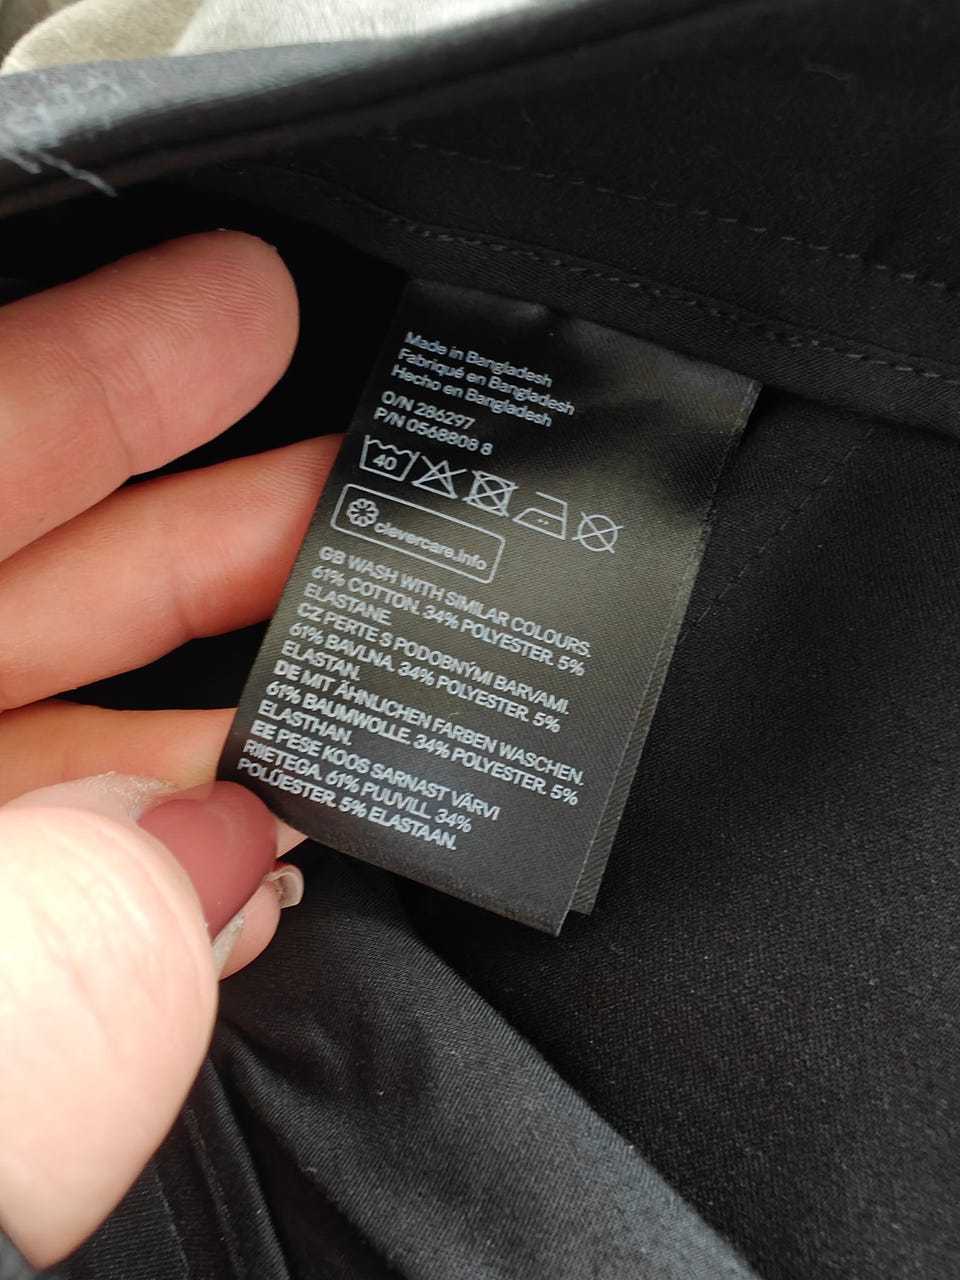 Made in Bangladesh
Fabriqué en Bangladesh
Hecho en Bangladesh
O/N 286297
P/N 0568808 8
40
clevercare.info
GB WASH WITH SIMILAR COLOURS.
61% COTTON. 34% POLYESTER. 5%
ELASTANE.
CZ PERTE S PODOBNÝMI BARVAMI.
61% BAVLNA. 34% POLYESTER. 5%
ELASTAN.
DE MIT ÄHNLICHEN FARBEN WASCHEN.
61% BAUMWOLLE. 34% POLYESTER. 5%
ELASTHAN.
EE PESE KOOS SARNAST VÄRVI
RIIETEGA. 61% PUUVILL. 34%
POLÜESTER. 5% ELASTAAN.